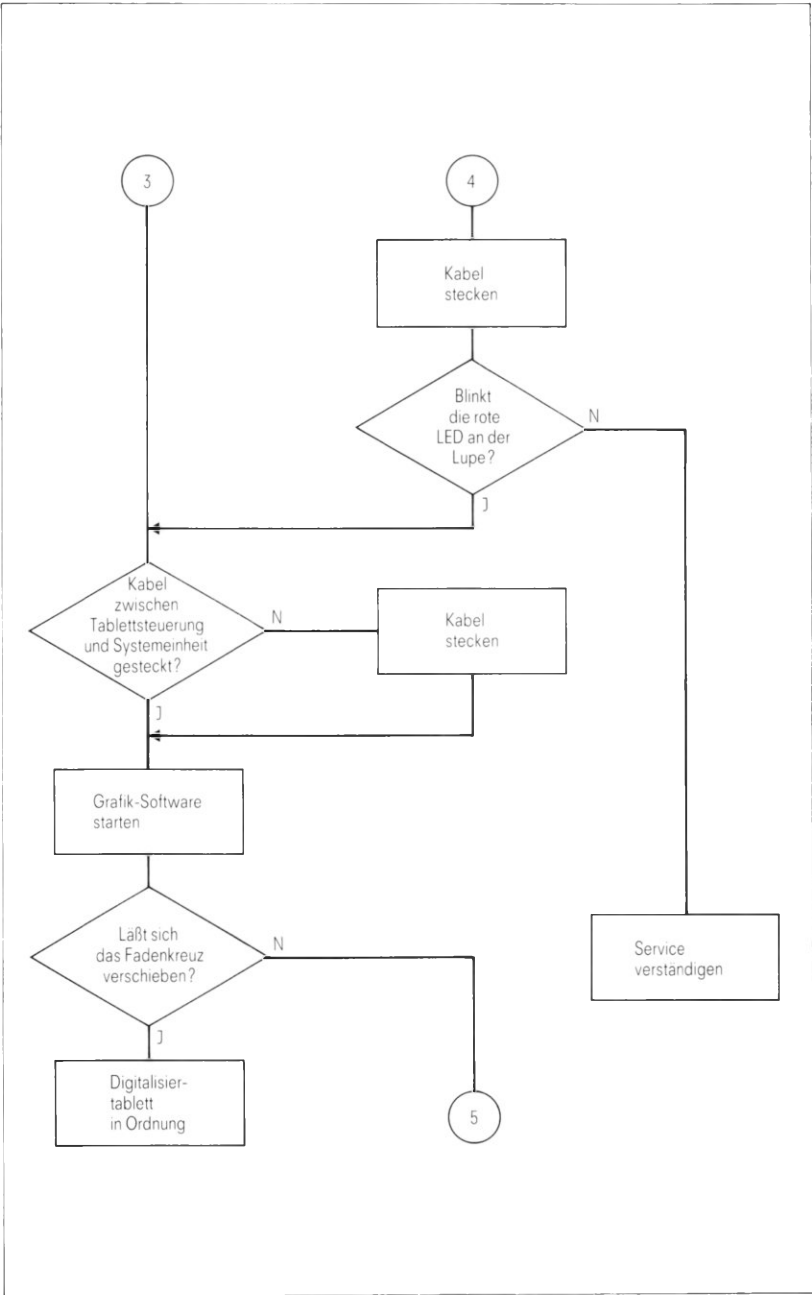 3
4
Kabel
stecken
Blinkt
die rote
LED an der
Lupe?
N
J
Kabel
zwischen
Tablettsteuerung
und Systemeinheit
gesteckt?
N
Kabel
stecken
J
Grafik-Software
starten
Läßt sich
das Fadenkreuz
verschieben?
N
Service
verständigen
J
Digitalisier-
tablett
in Ordnung
5